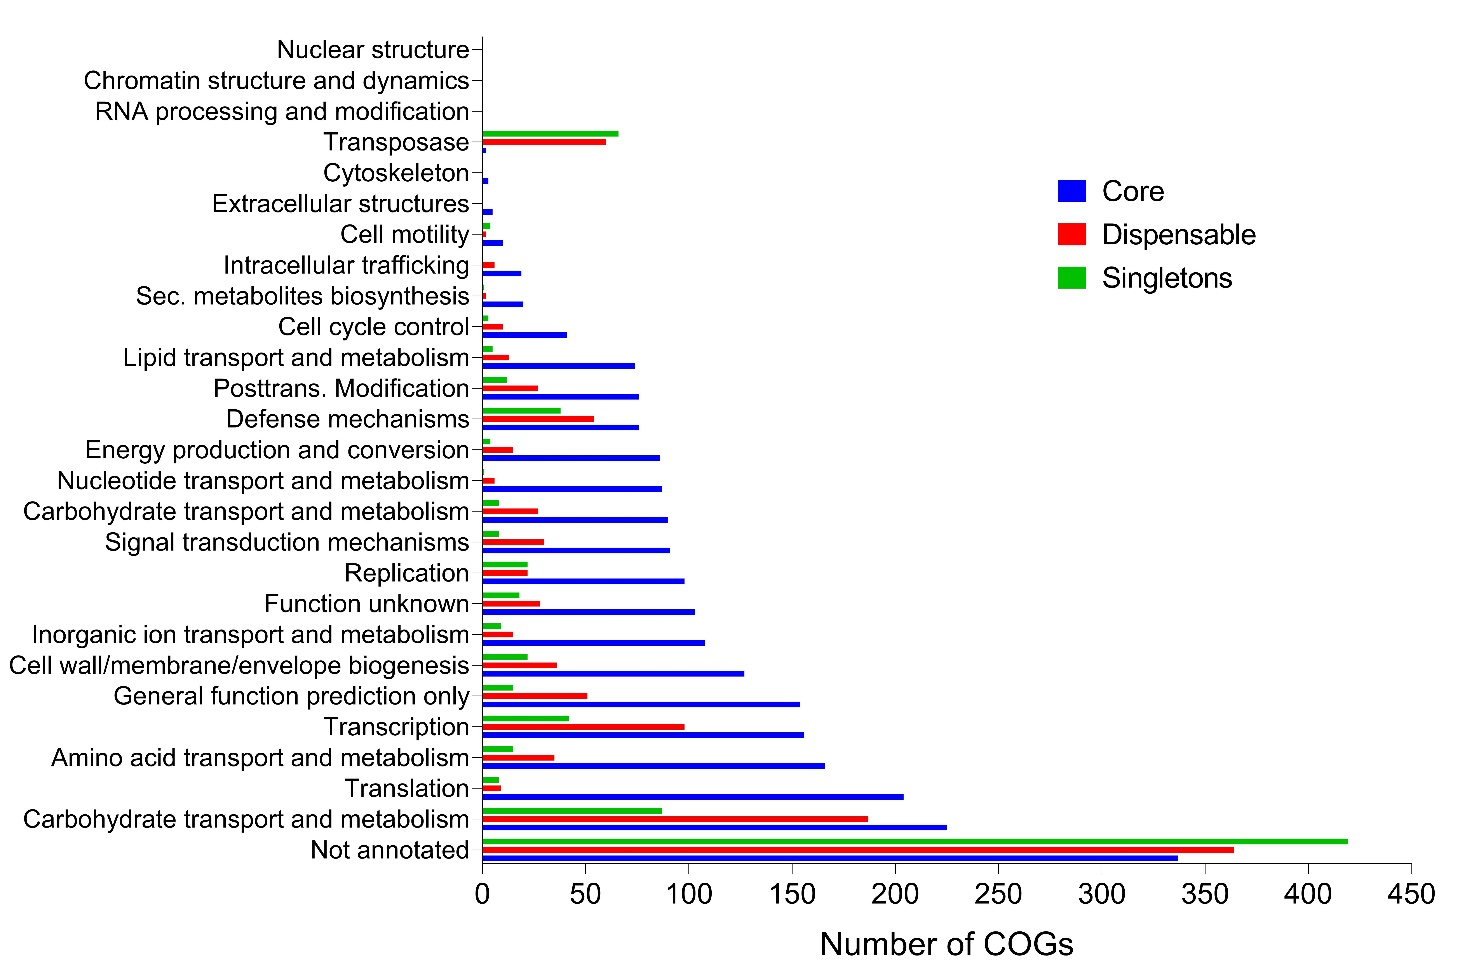 Nuclear structure
Chromatin structure and dynamics
RNA processing and modification
Transposase
Cytoskeleton
Extracellular structures
Cell motility
Intracellular trafficking
Sec. metabolites biosynthesis
Cell cycle control
Lipid transport and metabolism
Posttrans. Modification
Defense mechanisms
Energy production and conversion
Nucleotide transport and metabolism
Carbohydrate transport and metabolism
Signal transduction mechanisms
Replication
Function unknown
Inorganic ion transport and metabolism
Cell wall/membrane/envelope biogenesis
General function prediction only
Transcription
Amino acid transport and metabolism
Translation
Carbohydrate transport and metabolism
Not annotated
Core
Dispensable
Singletons
0 50 100 150 200 250 300 350 400 450
Number of COGs